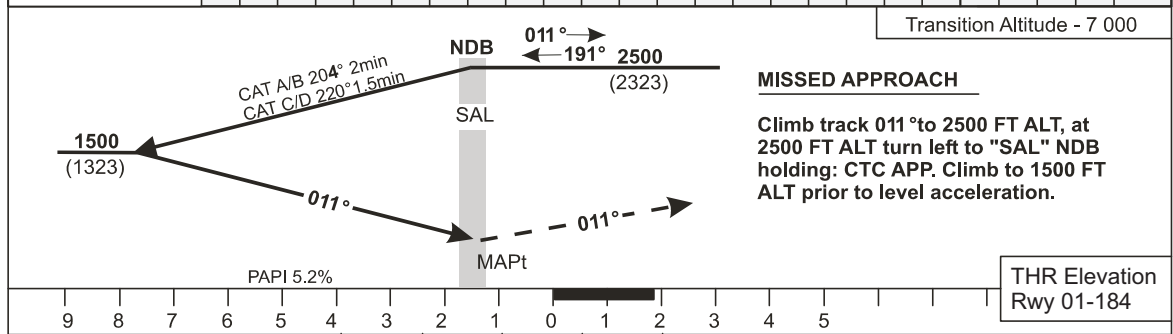 Transition Altitude - 7 000
011°
NDB
191° 2500
(2323)
CAT A/B 204° 2min
CAT C/D 220°1.5min
SAL
1500
(1323)
011°
011°
MAPt
MISSED APPROACH
Climb track 011°to 2500 FT ALT, at
2500 FT ALT turn left to "SAL" NDB
holding: CTC APP. Climb to 1500 FT
ALT prior to level acceleration.
PAPI 5.2%
THR Elevation
Rwy 01-184
9 8 7 6 5 4 3 2 1 0 1 2 3 4 5